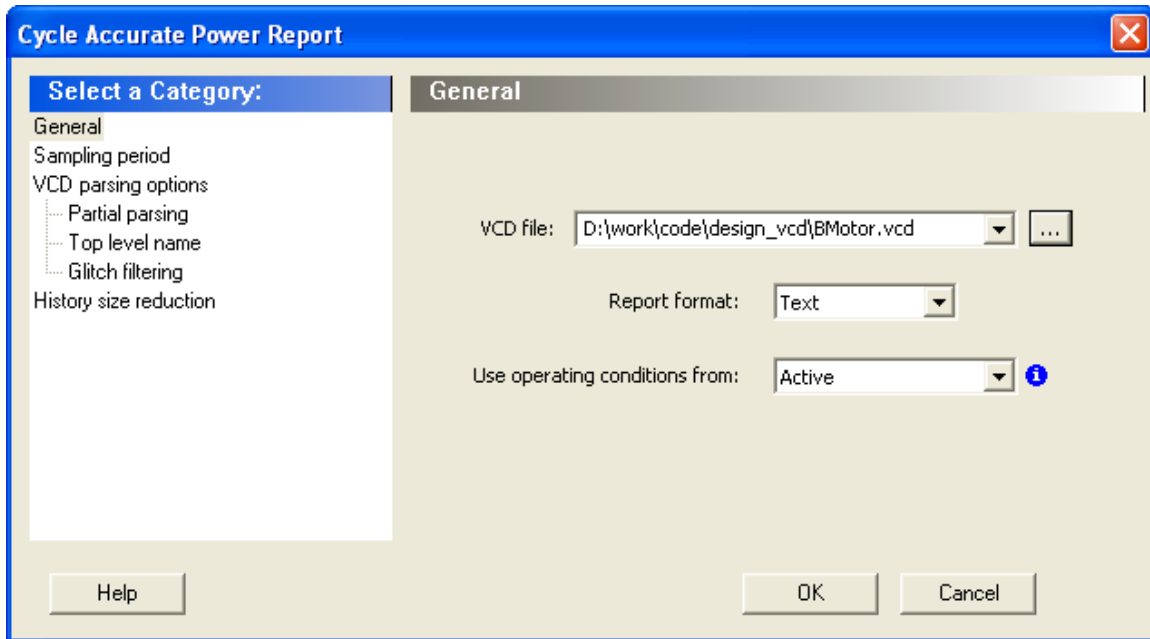 Cycle Accurate Power Report
Select a Category:
General
Sampling period
VCD parsing options
Partial parsing
Top level name
Glitch filtering
History size reduction
General
VCD file: D:\work\code\design_vcd\BMotor.vcd ...
Report format: Text
Use operating conditions from: Active
Help
OK
Cancel